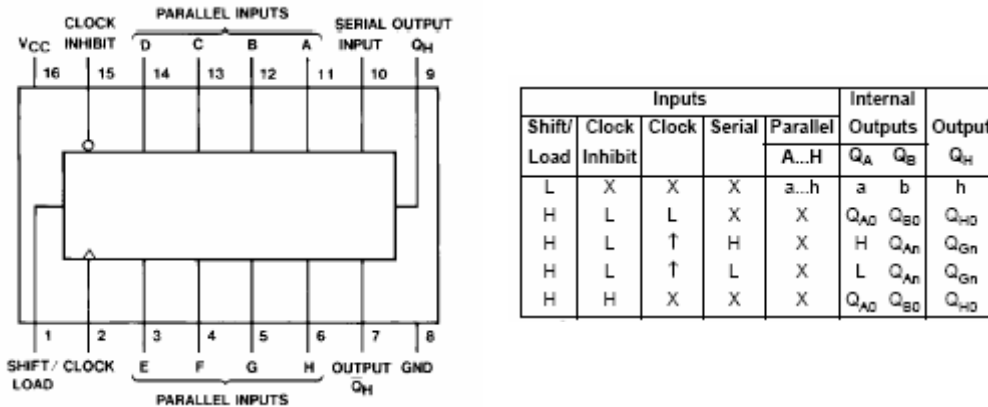 PARALLEL INPUTS
CLOCK SERIAL OUTPUT
VCC INHIBIT D C B A INPUT QH
16 15 14 13 12 11 10 9
1 2 3 4 5 6 7 8
SHIFT/ CLOCK E F G H OUTPUT GND
LOAD Q̅H
PARALLEL INPUTS
Inputs Internal
Shift/ Clock Clock Serial Parallel Outputs Output
Load Inhibit A...H QA QB QH
L X X X a...h a b h
H L L X X QA0 QB0 QH0
H L ↑ H X H QAn QGn
H L ↑ L X L QAn QGn
H H X X X QA0 QB0 QH0